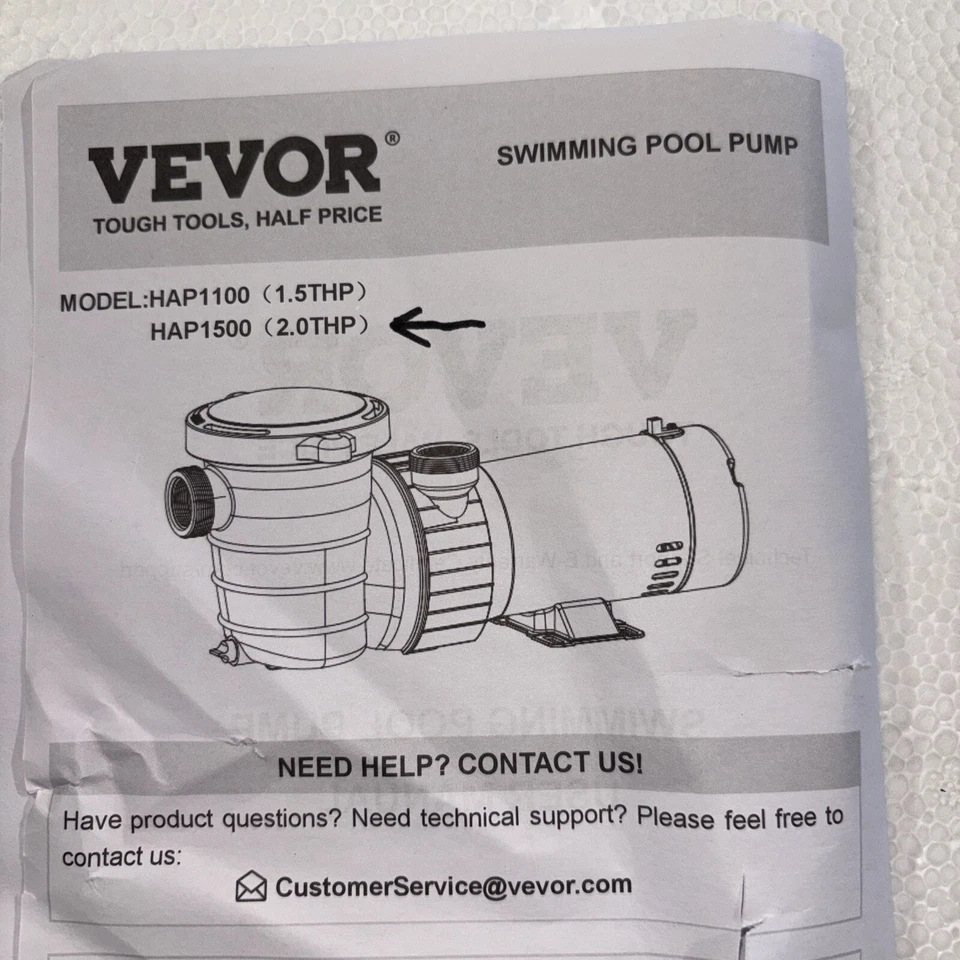 VEVOR®
TOUGH TOOLS, HALF PRICE
SWIMMING POOL PUMP
MODEL:HAP1100（1.5THP）
HAP1500（2.0THP）
NEED HELP? CONTACT US!
Have product questions? Need technical support? Please feel free to
contact us:
CustomerService@vevor.com